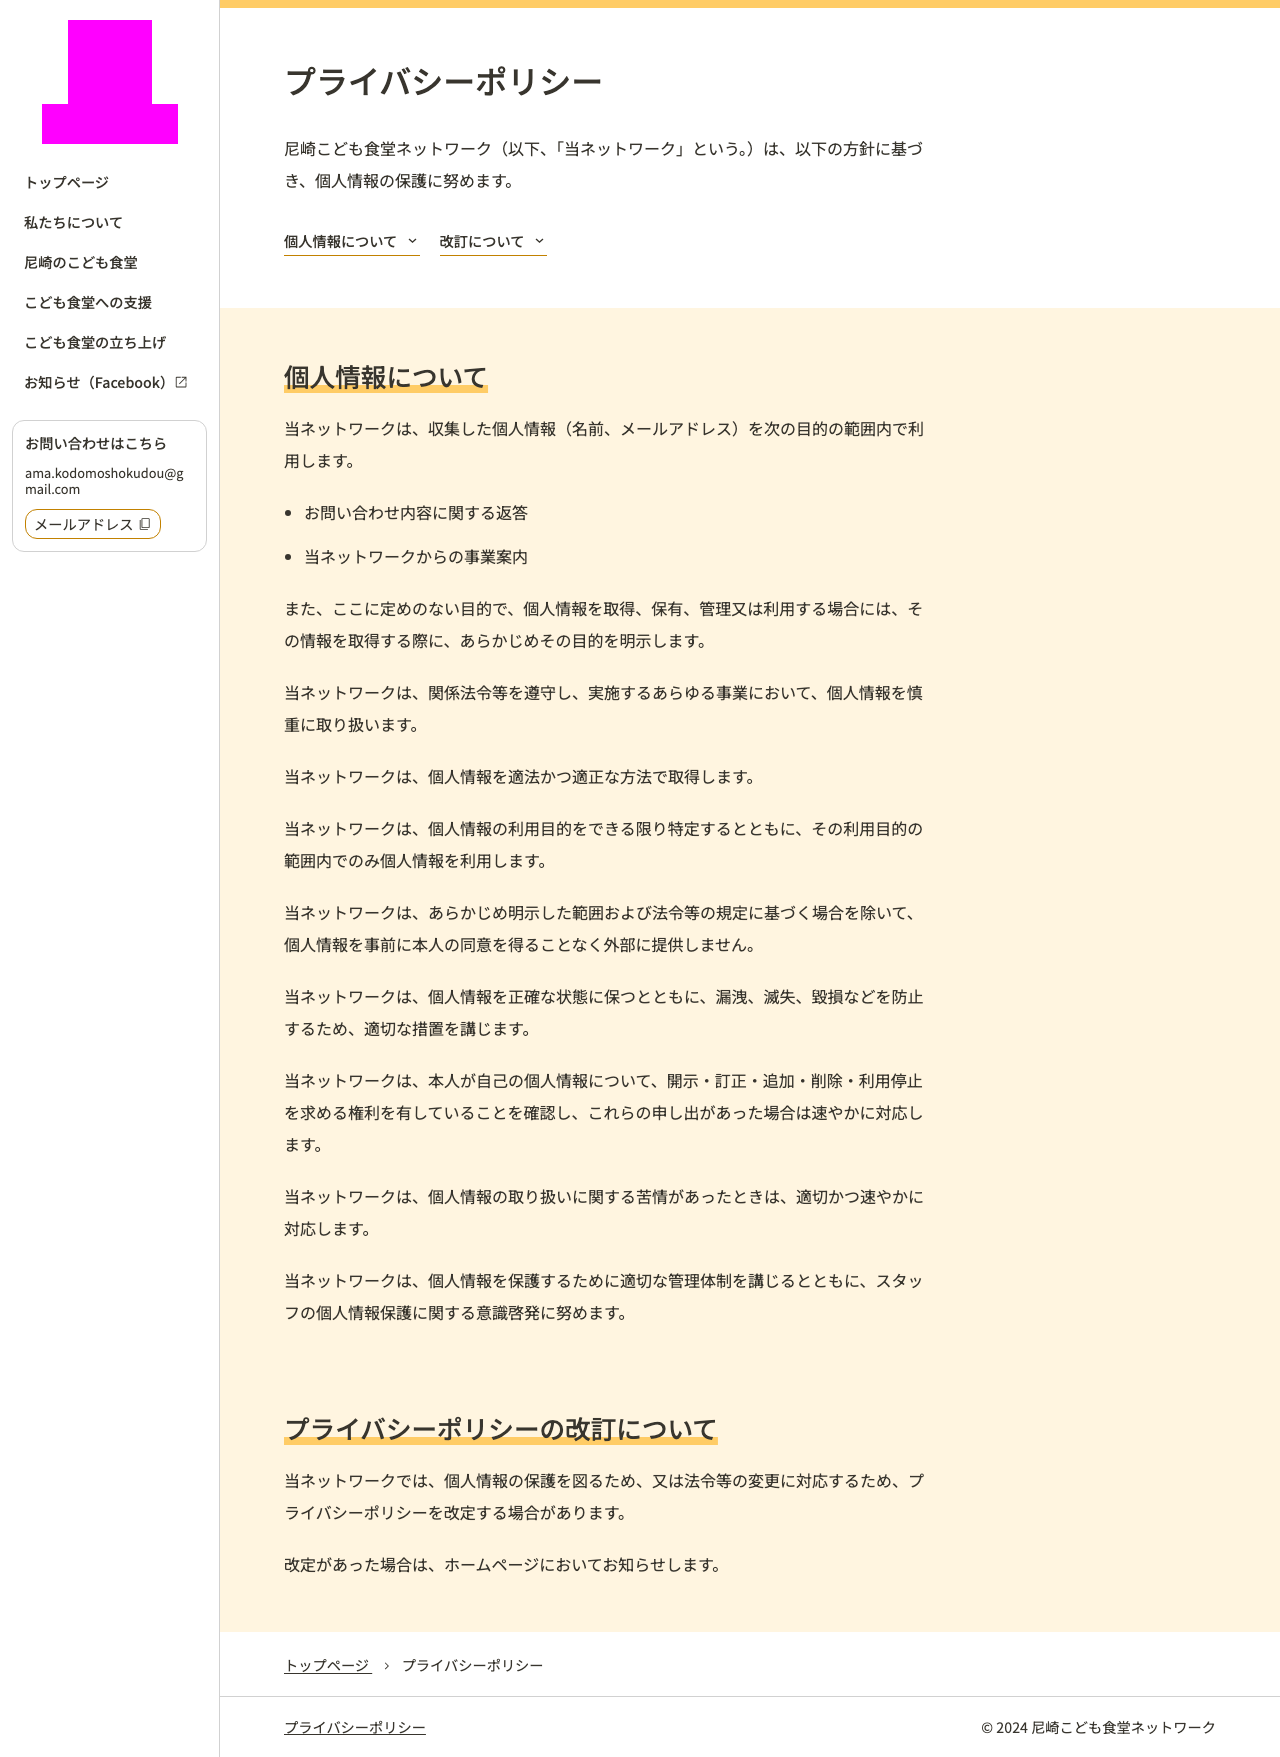 トップページ
私たちについて
尼崎のこども食堂
こども食堂への支援
こども食堂の立ち上げ
お知らせ（Facebook）
お問い合わせはこちら
ama.kodomoshokudou@g
mail.com
メールアドレス
プライバシーポリシー
尼崎こども食堂ネットワーク（以下、「当ネットワーク」という。）は、以下の方針に基づ
き、個人情報の保護に努めます。
個人情報について 改訂について
個人情報について
当ネットワークは、収集した個人情報（名前、メールアドレス）を次の目的の範囲内で利
用します。
• お問い合わせ内容に関する返答
• 当ネットワークからの事業案内
また、ここに定めのない目的で、個人情報を取得、保有、管理又は利用する場合には、そ
の情報を取得する際に、あらかじめその目的を明示します。
当ネットワークは、関係法令等を遵守し、実施するあらゆる事業において、個人情報を慎
重に取り扱います。
当ネットワークは、個人情報を適法かつ適正な方法で取得します。
当ネットワークは、個人情報の利用目的をできる限り特定するとともに、その利用目的の
範囲内でのみ個人情報を利用します。
当ネットワークは、あらかじめ明示した範囲および法令等の規定に基づく場合を除いて、
個人情報を事前に本人の同意を得ることなく外部に提供しません。
当ネットワークは、個人情報を正確な状態に保つとともに、漏洩、滅失、毀損などを防止
するため、適切な措置を講じます。
当ネットワークは、本人が自己の個人情報について、開示・訂正・追加・削除・利用停止
を求める権利を有していることを確認し、これらの申し出があった場合は速やかに対応し
ます。
当ネットワークは、個人情報の取り扱いに関する苦情があったときは、適切かつ速やかに
対応します。
当ネットワークは、個人情報を保護するために適切な管理体制を講じるとともに、スタッ
フの個人情報保護に関する意識啓発に努めます。
プライバシーポリシーの改訂について
当ネットワークでは、個人情報の保護を図るため、又は法令等の変更に対応するため、プ
ライバシーポリシーを改定する場合があります。
改定があった場合は、ホームページにおいてお知らせします。
トップページ › プライバシーポリシー
プライバシーポリシー © 2024 尼崎こども食堂ネットワーク